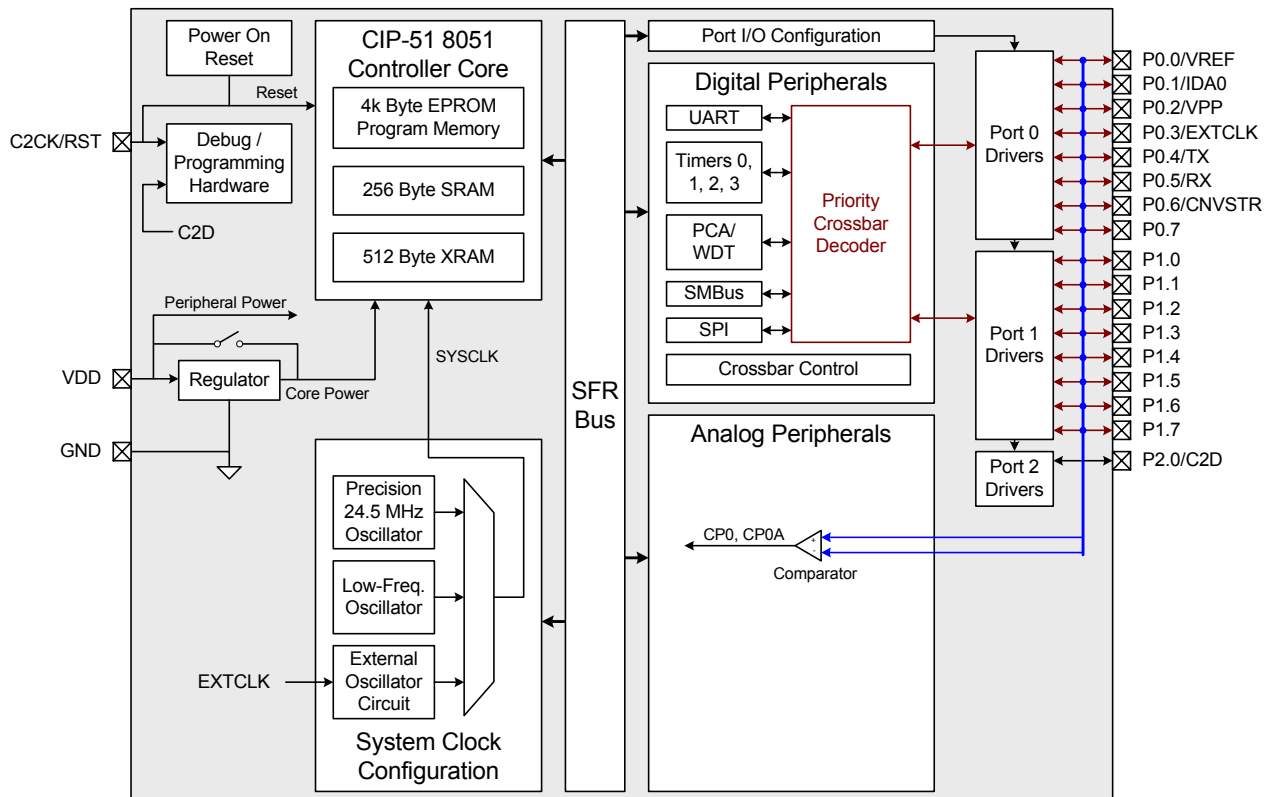 Power On
Reset
Reset
C2CK/RST
Debug /
Programming
Hardware
C2D
CIP-51 8051
Controller Core
4k Byte EPROM
Program Memory
256 Byte SRAM
512 Byte XRAM
Peripheral Power
VDD
Regulator
Core Power
GND
SYSCLK
Precision
24.5 MHz
Oscillator
Low-Freq.
Oscillator
EXTCLK
External
Oscillator
Circuit
System Clock
Configuration
SFR
Bus
Port I/O Configuration
Digital Peripherals
UART
Timers 0,
1, 2, 3
PCA/
WDT
SMBus
SPI
Priority
Crossbar
Decoder
Crossbar Control
Analog Peripherals
CP0, CP0A
+
-
Comparator
Port 0
Drivers
Port 1
Drivers
Port 2
Drivers
P0.0/VREF
P0.1/IDA0
P0.2/VPP
P0.3/EXTCLK
P0.4/TX
P0.5/RX
P0.6/CNVSTR
P0.7
P1.0
P1.1
P1.2
P1.3
P1.4
P1.5
P1.6
P1.7
P2.0/C2D